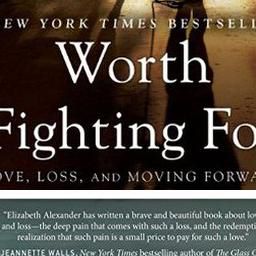 NEW YORK TIMES BESTSELL
Worth
Fighting Fo
OVE, LOSS, AND MOVING FORWA
"Elizabeth Alexander has written a brave and beautiful book about lov
and loss—the deep pain that comes with such a loss, and the redempti
realization that such pain is a small price to pay for such a love."
JEANNETTE WALLS, New York Times bestselling author of The Glass C